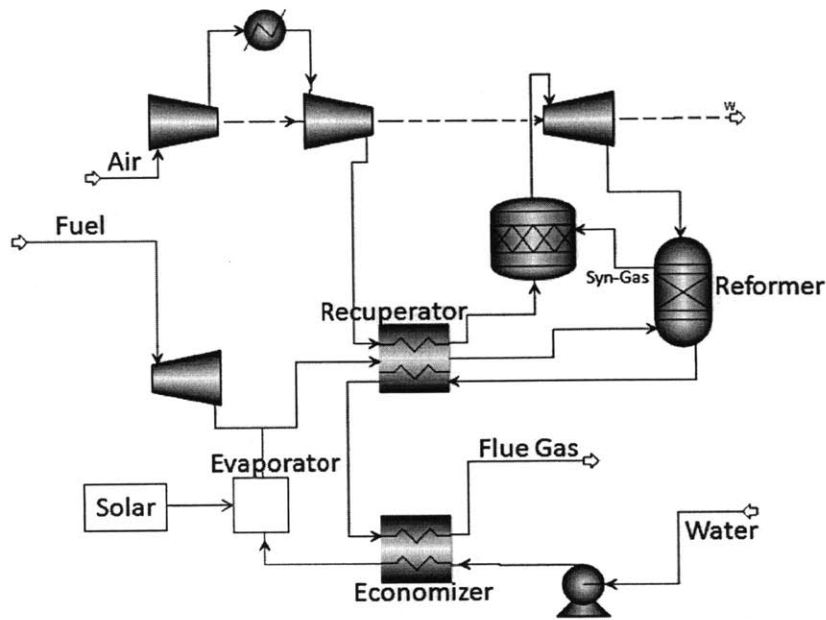 W
Air
Fuel
Syn-Gas
Reformer
Recuperator
Evaporator
Flue Gas
Solar
Water
Economizer